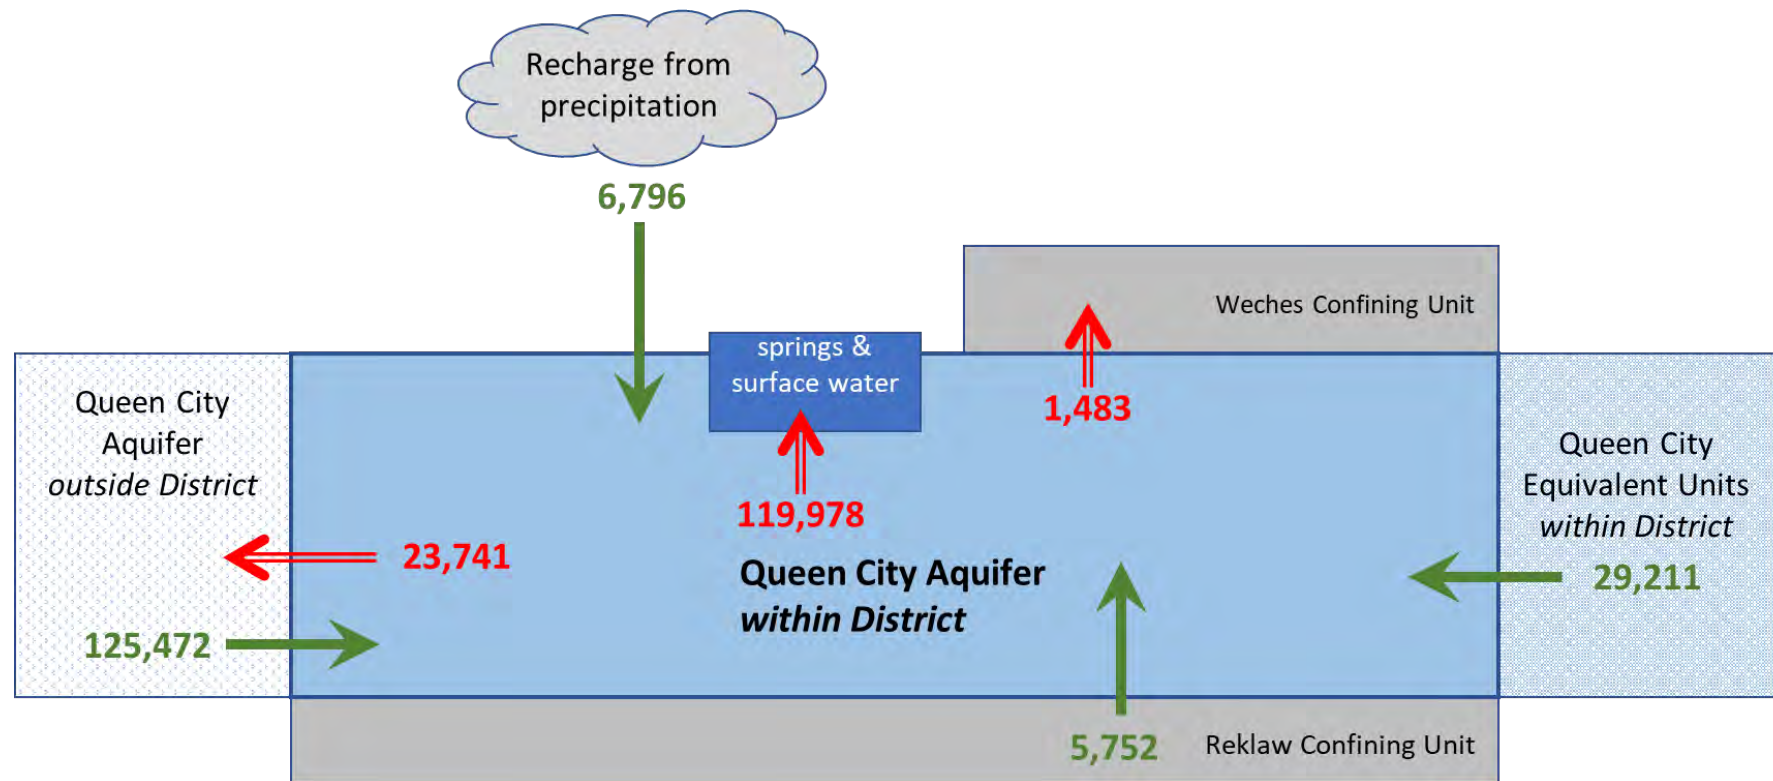 Recharge from
precipitation
6,796
Weches Confining Unit
springs &
surface water
1,483
Queen City
Aquifer
outside District
Queen City
Equivalent Units
within District
119,978
23,741
Queen City Aquifer
within District
29,211
125,472
5,752
Reklaw Confining Unit